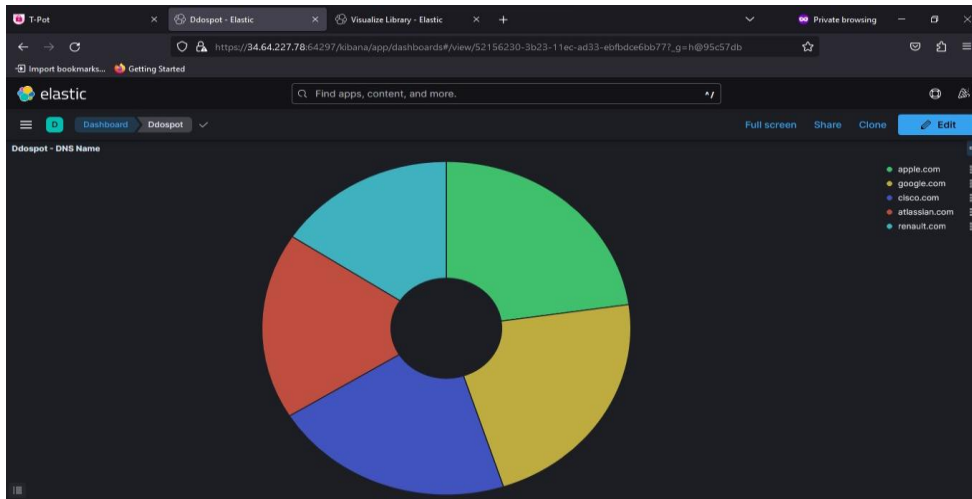 T-Pot
Ddospot - Elastic
Visualize Library - Elastic
Private browsing
https://34.64.227.78:64297/kibana/app/dashboards#/view/52156230-3b23-11ec-ad33-ebfbdce6bb77?_g=h@95c57db
Import bookmarks... Getting Started
elastic
Find apps, content, and more.
^/
D Dashboard Ddospot Full screen Share Clone Edit
Ddospot - DNS Name
apple.com
google.com
cisco.com
atlassian.com
renault.com